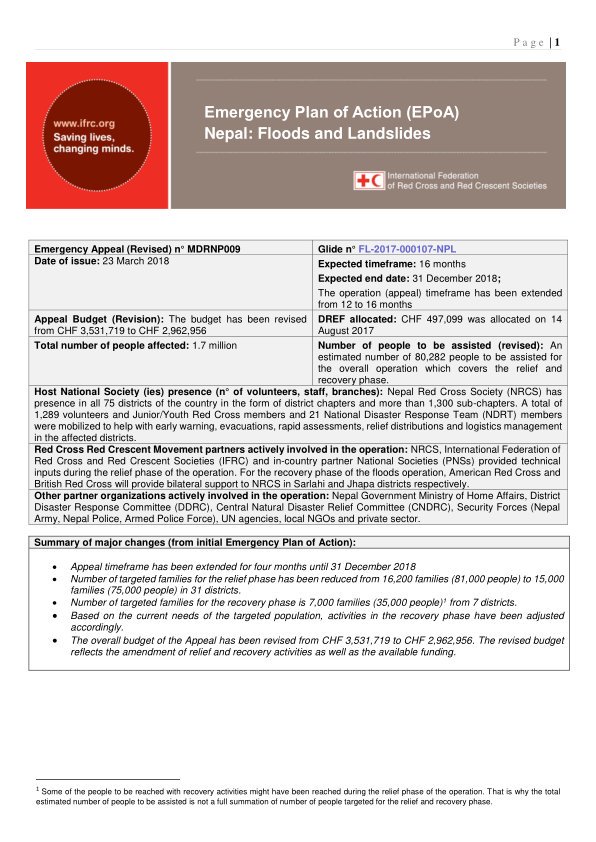 Page | 1
www.ifrc.org
Saving lives,
changing minds.
Emergency Plan of Action (EPoA)
Nepal: Floods and Landslides
International Federation
of Red Cross and Red Crescent Societies
Emergency Appeal (Revised) n° MDRNP009
Glide n° FL-2017-000107-NPL
Date of issue: 23 March 2018
Expected timeframe: 16 months
Expected end date: 31 December 2018;
The operation (appeal) timeframe has been extended
from 12 to 16 months
Appeal Budget (Revision): The budget has been revised
from CHF 3,531,719 to CHF 2,962,956
DREF allocated: CHF 497,099 was allocated on 14
August 2017
Total number of people affected: 1.7 million
Number of people to be assisted (revised): An
estimated number of 80,282 people to be assisted for
the overall operation which covers the relief and
recovery phase.
Host National Society (ies) presence (n° of volunteers, staff, branches): Nepal Red Cross Society (NRCS) has
presence in all 75 districts of the country in the form of district chapters and more than 1,300 sub-chapters. A total of
1,289 volunteers and Junior/Youth Red Cross members and 21 National Disaster Response Team (NDRT) members
were mobilized to help with early warning, evacuations, rapid assessments, relief distributions and logistics management
in the affected districts.
Red Cross Red Crescent Movement partners actively involved in the operation: NRCS, International Federation of
Red Cross and Red Crescent Societies (IFRC) and in-country partner National Societies (PNSs) provided technical
inputs during the relief phase of the operation. For the recovery phase of the floods operation, American Red Cross and
British Red Cross will provide bilateral support to NRCS in Sarlahi and Jhapa districts respectively.
Other partner organizations actively involved in the operation: Nepal Government Ministry of Home Affairs, District
Disaster Response Committee (DDRC), Central Natural Disaster Relief Committee (CNDRC), Security Forces (Nepal
Army, Nepal Police, Armed Police Force), UN agencies, local NGOs and private sector.
Summary of major changes (from initial Emergency Plan of Action):
• Appeal timeframe has been extended for four months until 31 December 2018
• Number of targeted families for the relief phase has been reduced from 16,200 families (81,000 people) to 15,000
families (75,000 people) in 31 districts.
• Number of targeted families for the recovery phase is 7,000 families (35,000 people)¹ from 7 districts.
• Based on the current needs of the targeted population, activities in the recovery phase have been adjusted
accordingly.
• The overall budget of the Appeal has been revised from CHF 3,531,719 to CHF 2,962,956. The revised budget
reflects the amendment of relief and recovery activities as well as the available funding.
¹ Some of the people to be reached with recovery activities might have been reached during the relief phase of the operation. That is why the total
estimated number of people to be assisted is not a full summation of number of people targeted for the relief and recovery phase.